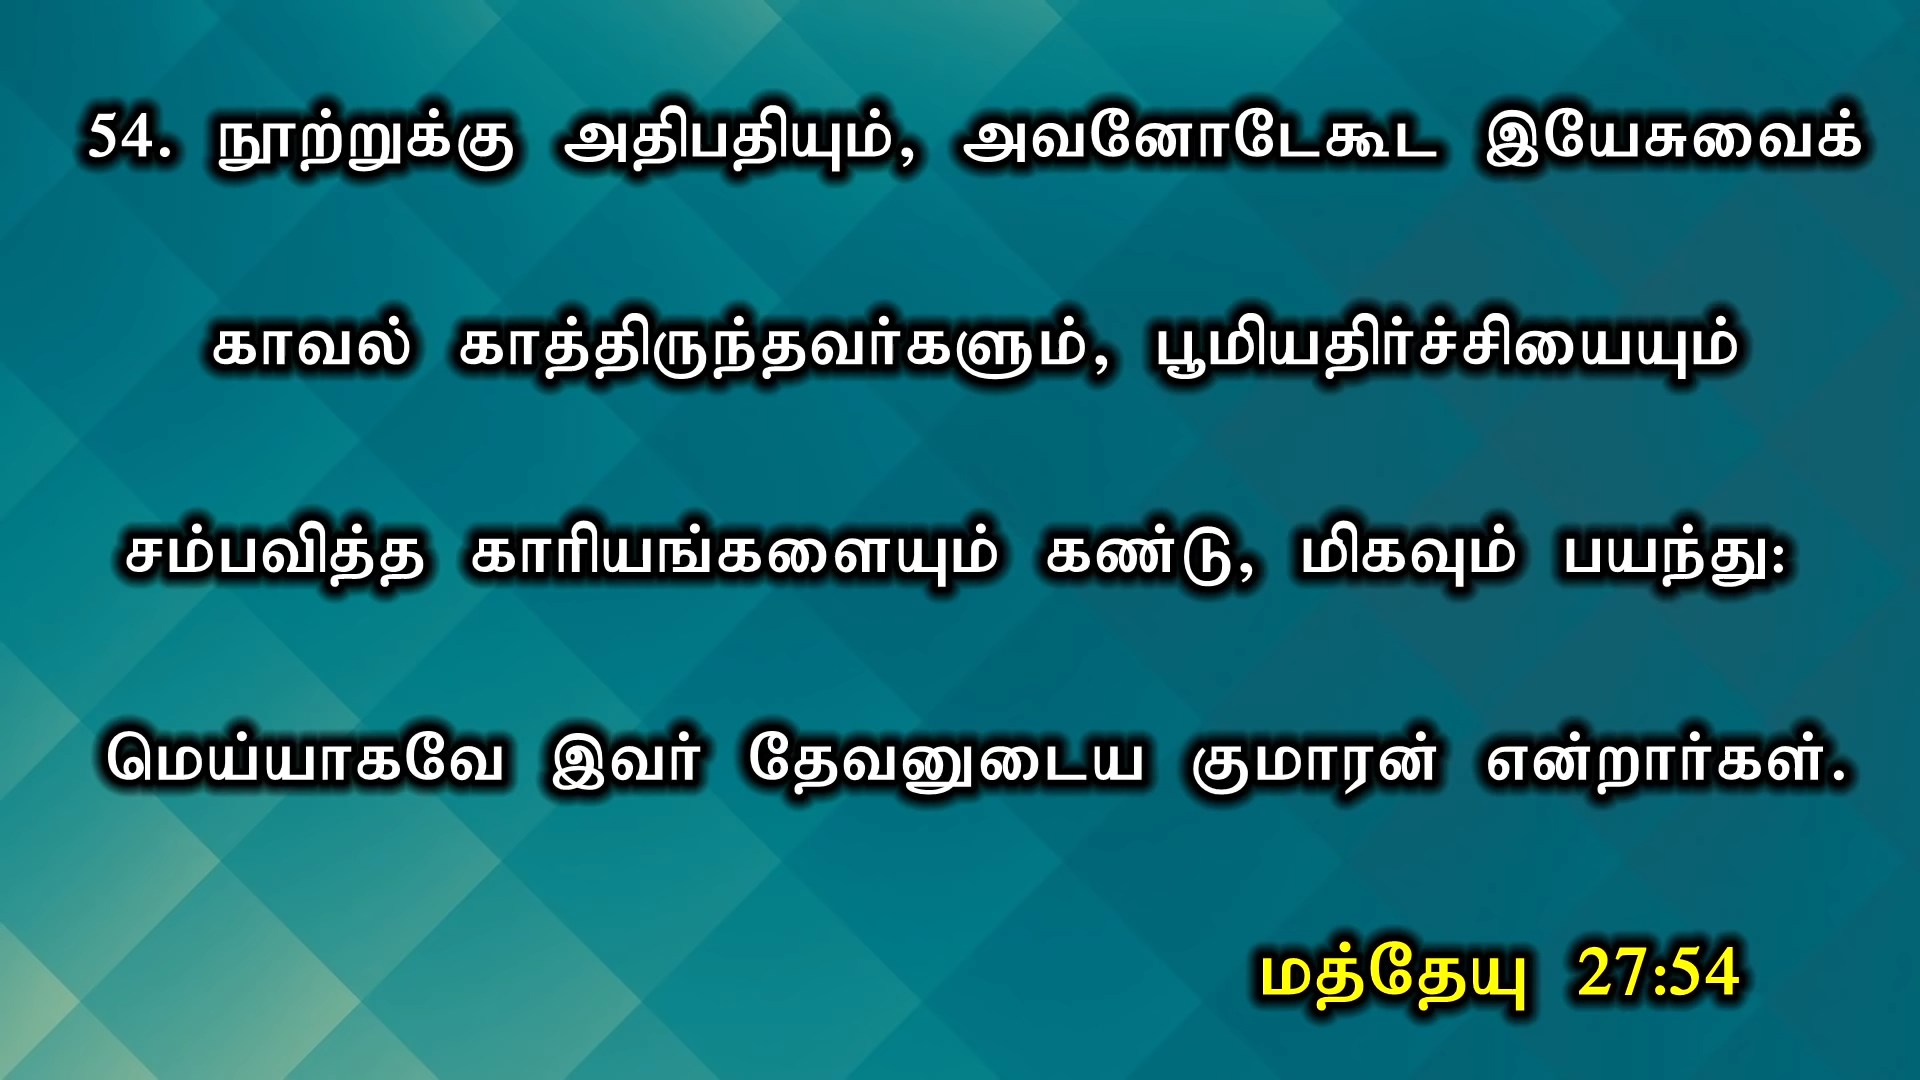 54. நூற்றுக்கு அதிபதியும், அவனோடேகூட இயேசுவைக்
காவல் காத்திருந்தவர்களும், பூமியதிர்ச்சியையும்
சம்பவித்த காரியங்களையும் கண்டு, மிகவும் பயந்து:
மெய்யாகவே இவர் தேவனுடைய குமாரன் என்றார்கள்.
மத்தேயு 27:54